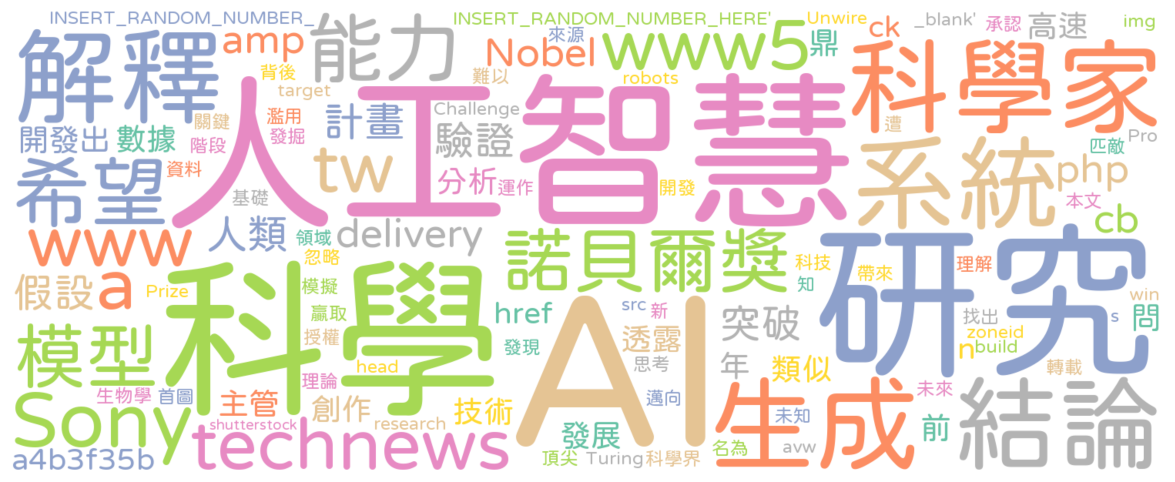 INSERT_RANDOM_NUMBER_
INSERT_RANDOM_NUMBER_HERE'
Unwire
_blank'
承認
高速
img
解釋
amp
能力
Nobel
來源
www5
鼎
ck
科學家
背後
target
難以
robots
人工智慧
開發出
數據
關鍵
階段
濫用
發掘
計畫
Challenge
驗證
遭
匹敵
Pro
希望
資料
基礎
tw
分析
運作
開發
系統
php
本文
cb
www
人類
領域
忽略
delivery
諾貝爾獎
科技
知
研究
帶來
理解
假設
a
Prize
模擬
贏取
授權
科學
href
src
新
AI
透露
思考
突破
年
類似
找出
zoneid
n
build
s
win
問
轉載
模型
head
發現
理論
生物學
首圖
主管
創作
技術
research
邁向
生成
未來
未知
前
結論
Sony
shutterstock
technews
發展
頂尖
Turing
科學界
名為
avw
a4b3f35b